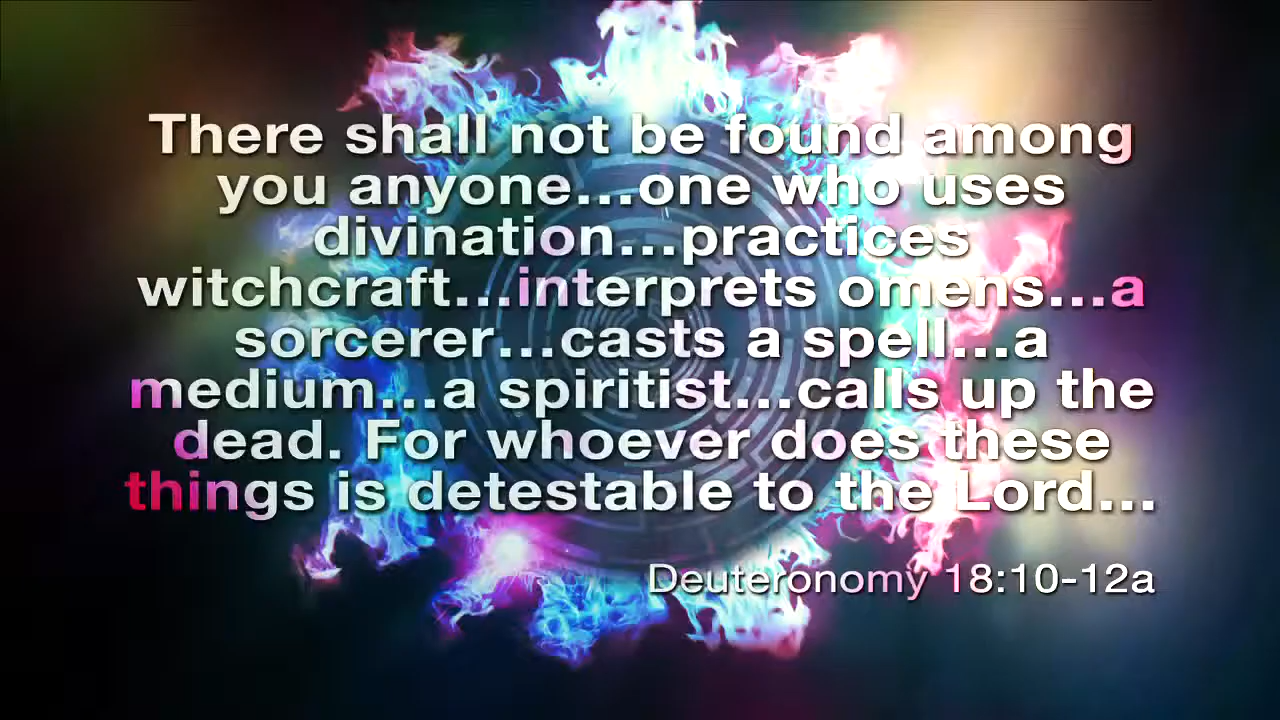 There shall not be found among
you anyone...one who uses
divination...practices
witchcraft...interprets omens...a
sorcerer...casts a spell...a
medium...a spiritist...calls up the
dead. For whoever does these
things is detestable to the Lord...
Deuteronomy 18:10-12a